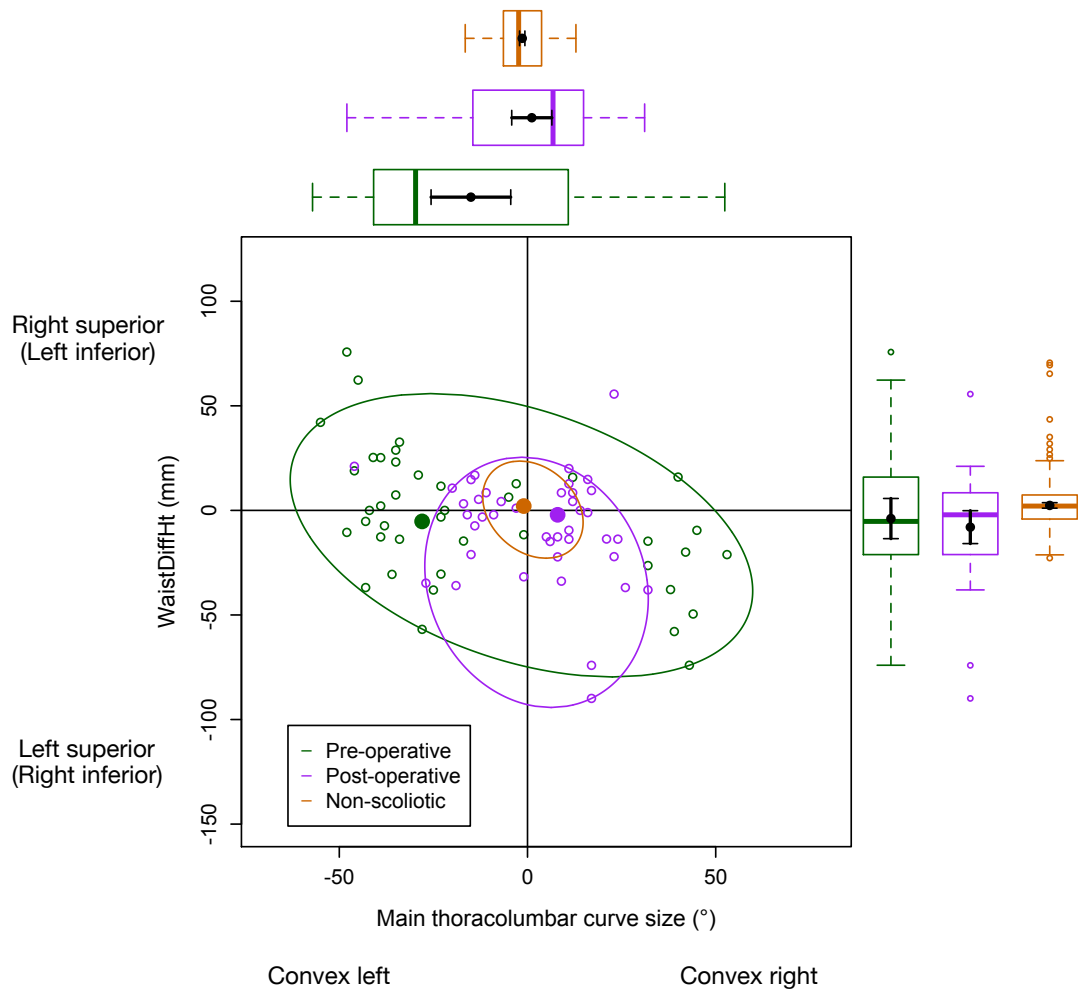 Right superior
(Left inferior)
Left superior
(Right inferior)
WaistDiffHt (mm)
100
50
0
-50
-100
-150
Pre-operative
Post-operative
Non-scoliotic
-50
0
50
Main thoracolumbar curve size (°)
Convex left
Convex right